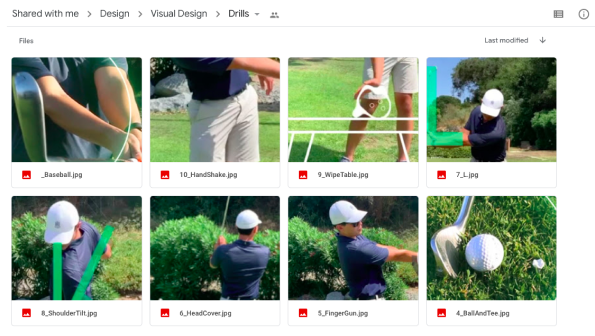 Shared with me > Design > Visual Design > Drills
Files
Last modified
_Baseball.jpg
10_HandShake.jpg
9_WipeTable.jpg
7_L.jpg
8_ShoulderTilt.jpg
6_HeadCover.jpg
5_FingerGun.jpg
4_BallAndTee.jpg